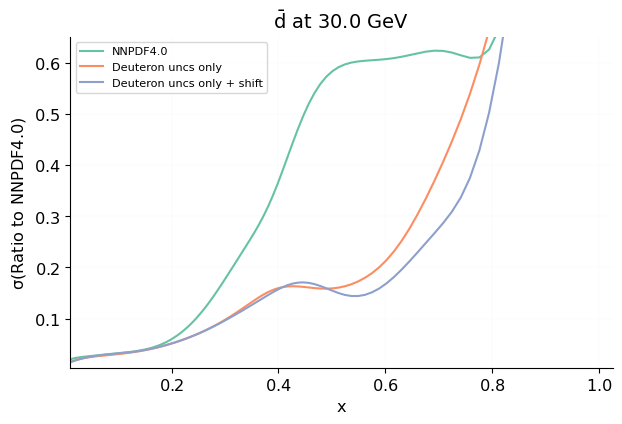 d̄ at 30.0 GeV
NNPDF4.0
Deuteron uncs only
Deuteron uncs only + shift
σ(Ratio to NNPDF4.0)
0.6
0.5
0.4
0.3
0.2
0.1
0.2 0.4 0.6 0.8 1.0
x